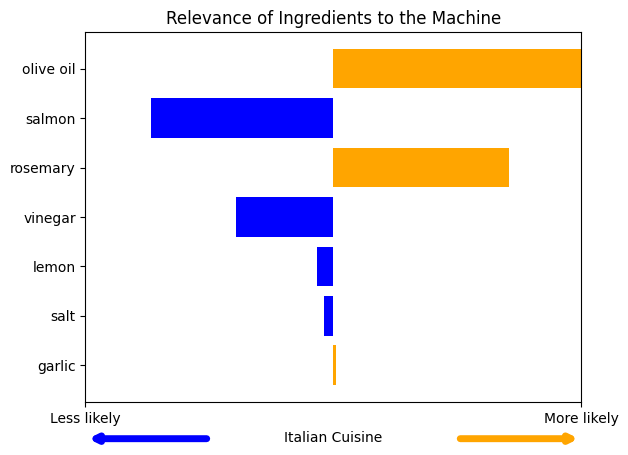 Relevance of Ingredients to the Machine
olive oil
salmon
rosemary
vinegar
lemon
salt
garlic
Less likely
More likely
Italian Cuisine